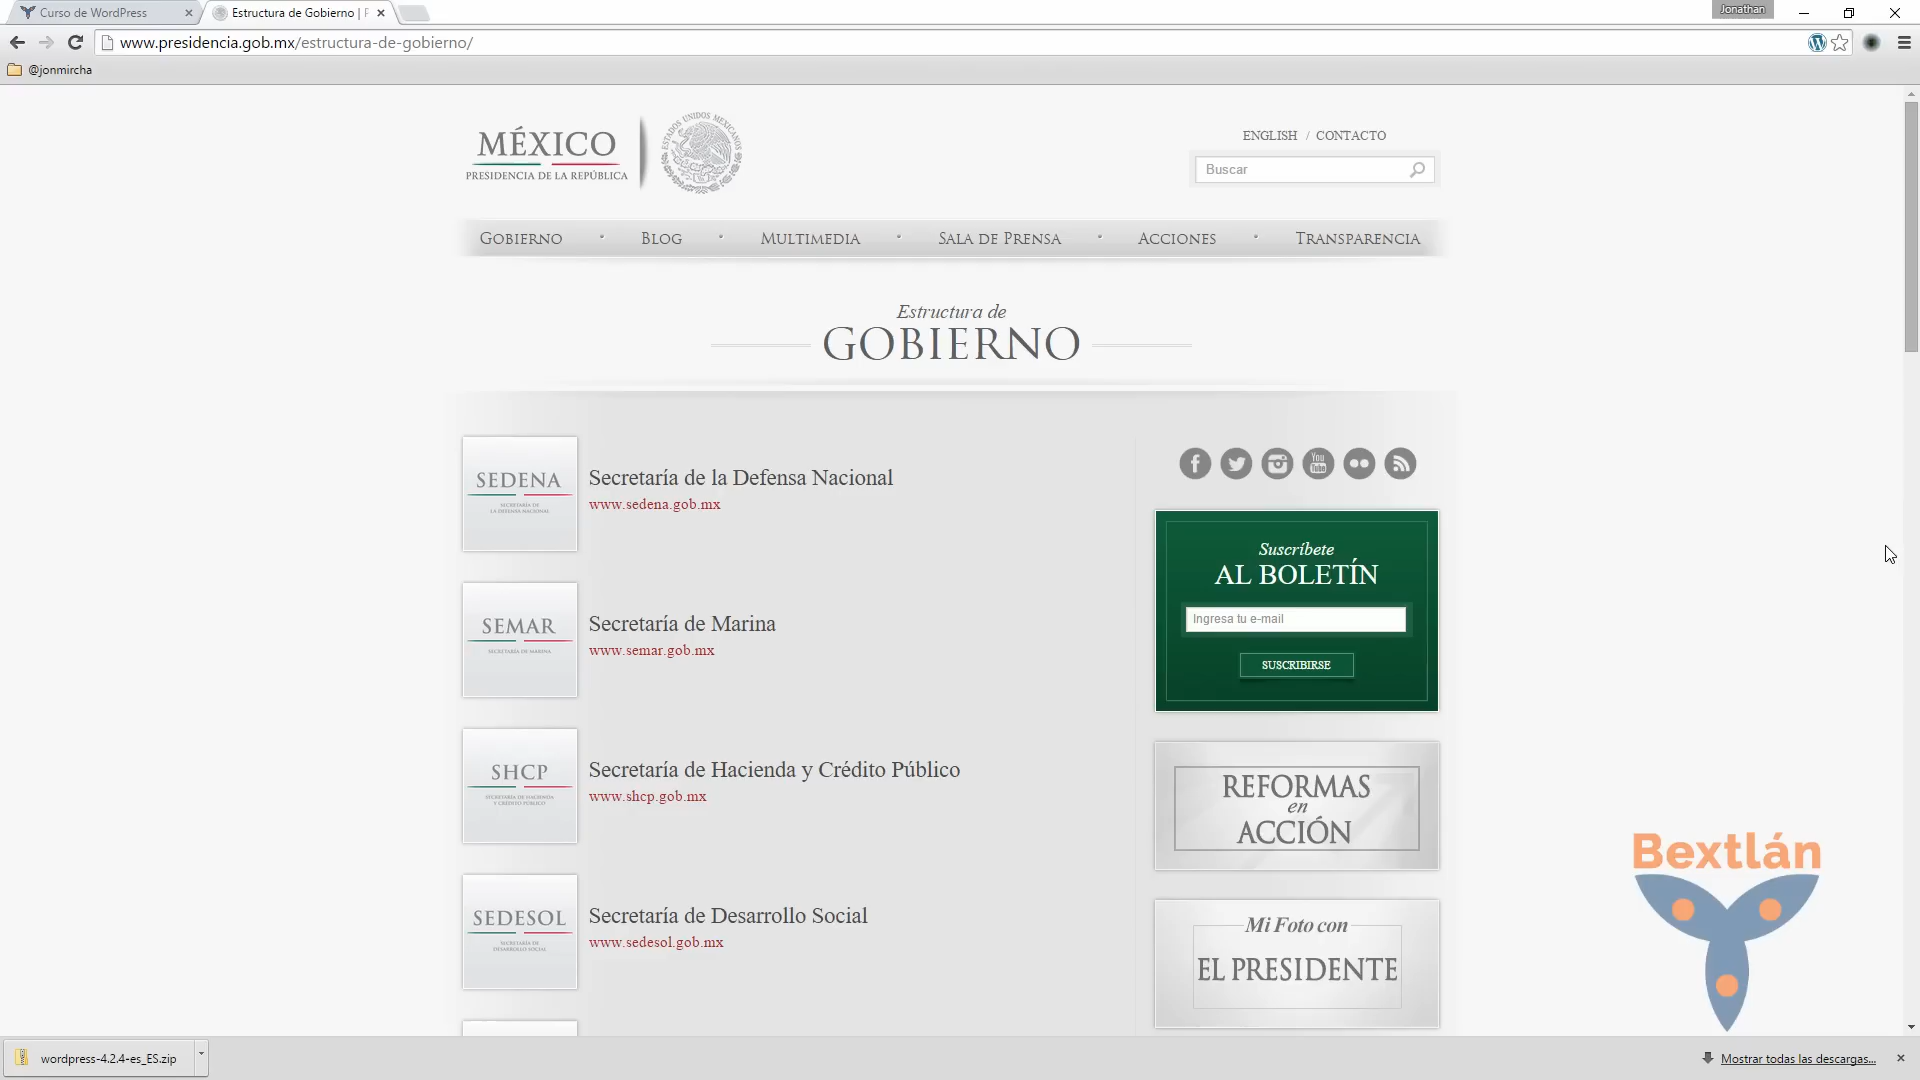 Curso de WordPress
Estructura de Gobierno |
Jonathan
www.presidencia.gob.mx/estructura-de-gobierno/
@jonmircha
MÉXICO
PRESIDENCIA DE LA REPÚBLICA
ESTADOS UNIDOS MEXICANOS
ENGLISH / CONTACTO
Buscar
GOBIERNO • BLOG • MULTIMEDIA • SALA DE PRENSA • ACCIONES • TRANSPARENCIA
Estructura de
GOBIERNO
SEDENA
SECRETARÍA DE
LA DEFENSA NACIONAL
Secretaría de la Defensa Nacional
www.sedena.gob.mx
SEMAR
SECRETARÍA DE MARINA
Secretaría de Marina
www.semar.gob.mx
SHCP
SECRETARÍA DE HACIENDA
Y CRÉDITO PÚBLICO
Secretaría de Hacienda y Crédito Público
www.shcp.gob.mx
SEDESOL
SECRETARÍA DE
DESARROLLO SOCIAL
Secretaría de Desarrollo Social
www.sedesol.gob.mx
You
Tube
Suscríbete
AL BOLETÍN
Ingresa tu e-mail
SUSCRIBIRSE
REFORMAS
en
ACCIÓN
Mi Foto con
EL PRESIDENTE
Bextlán
wordpress-4.2.4-es_ES.zip
Mostrar todas las descargas...